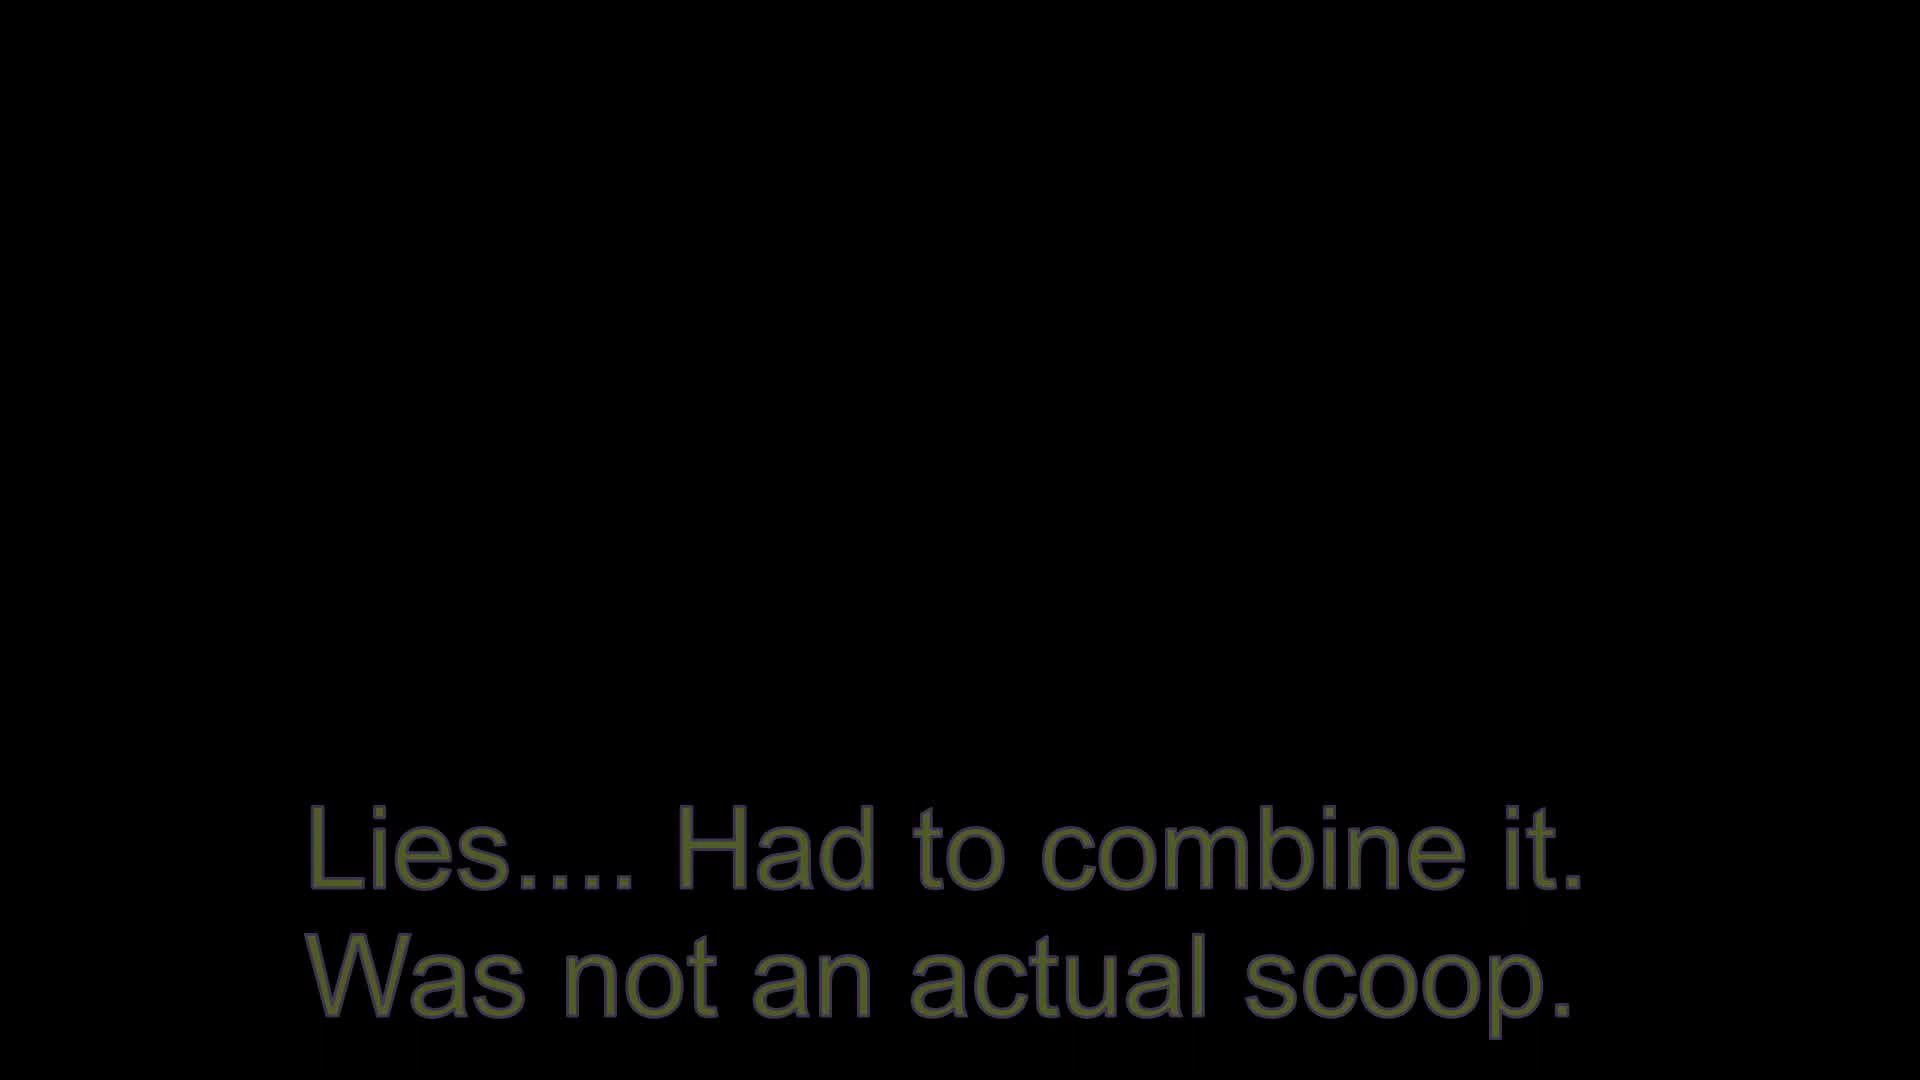 Lies.... Had to combine it.
Was not an actual scoop.